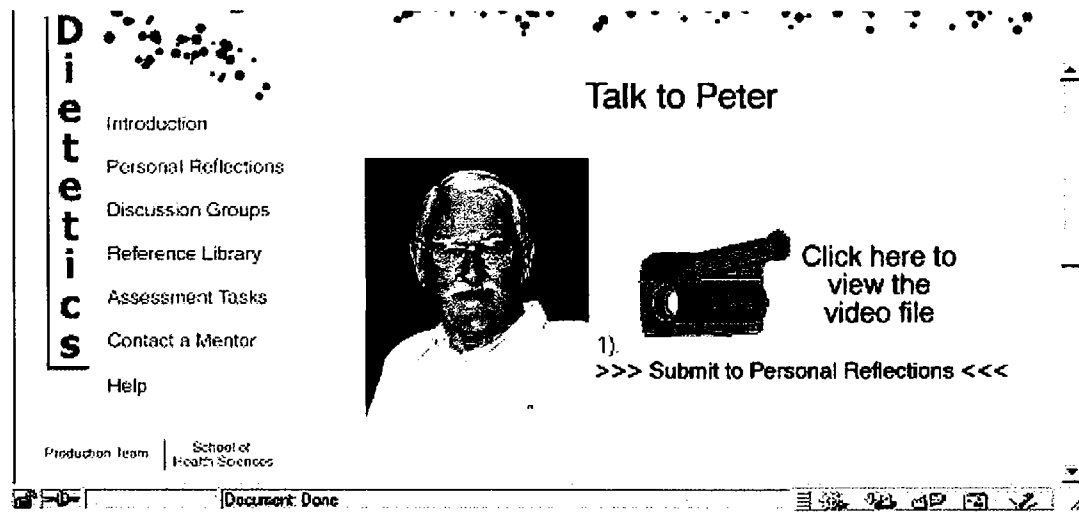 Dietetics
Introduction
Personal Reflections
Discussion Groups
Reference Library
Assessment Tasks
Contact a Mentor
Help
Production Team
School of
Health Sciences
Talk to Peter
Click here to
view the
video file
1).
>>> Submit to Personal Reflections <<<
Document: Done